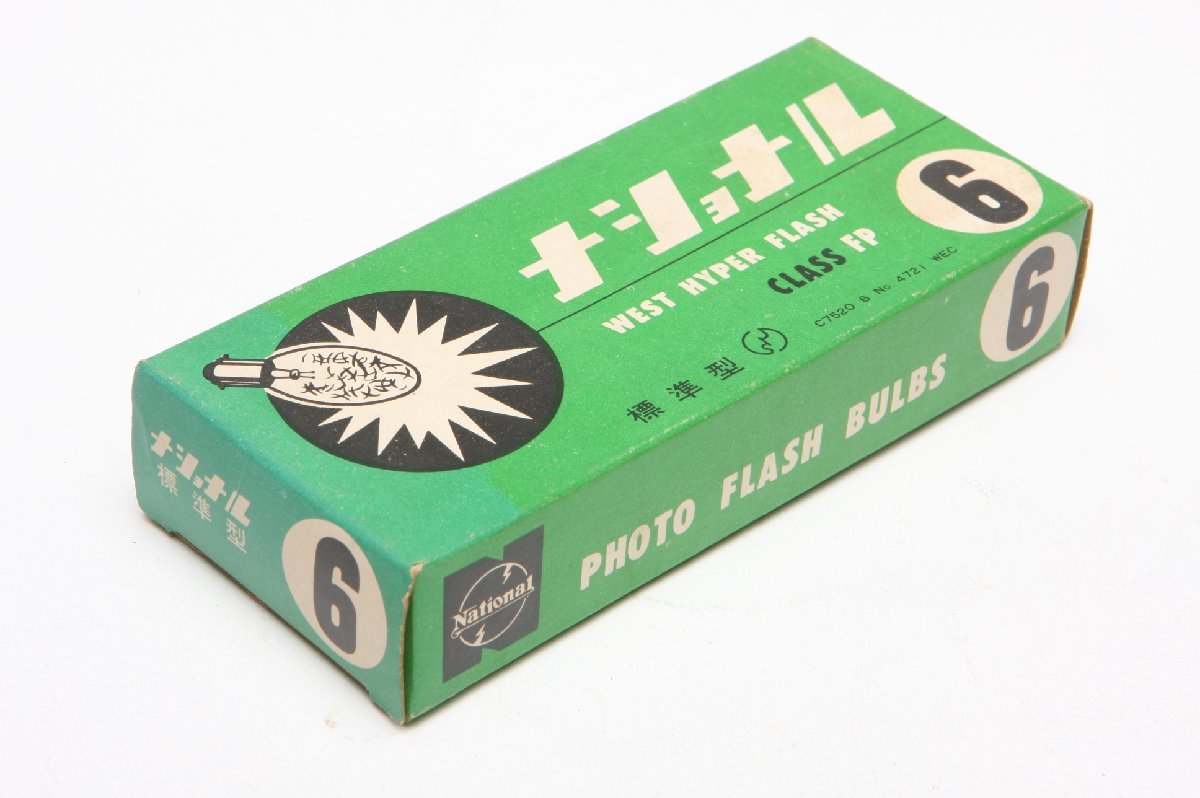 ナショナル
WEST HYPER FLASH
CLASS FP
6
標準型
C7520 6 No 4721 WEC
PHOTO FLASH BULBS
6
National
ナショナル
標準型
6